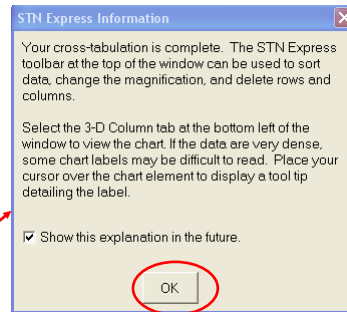 STN Express Information
Your cross-tabulation is complete. The STN Express
toolbar at the top of the window can be used to sort
data, change the magnification, and delete rows and
columns.
Select the 3-D Column tab at the bottom left of the
window to view the chart. If the data are very dense,
some chart labels may be difficult to read. Place your
cursor over the chart element to display a tool tip
detailing the label.
Show this explanation in the future.
OK